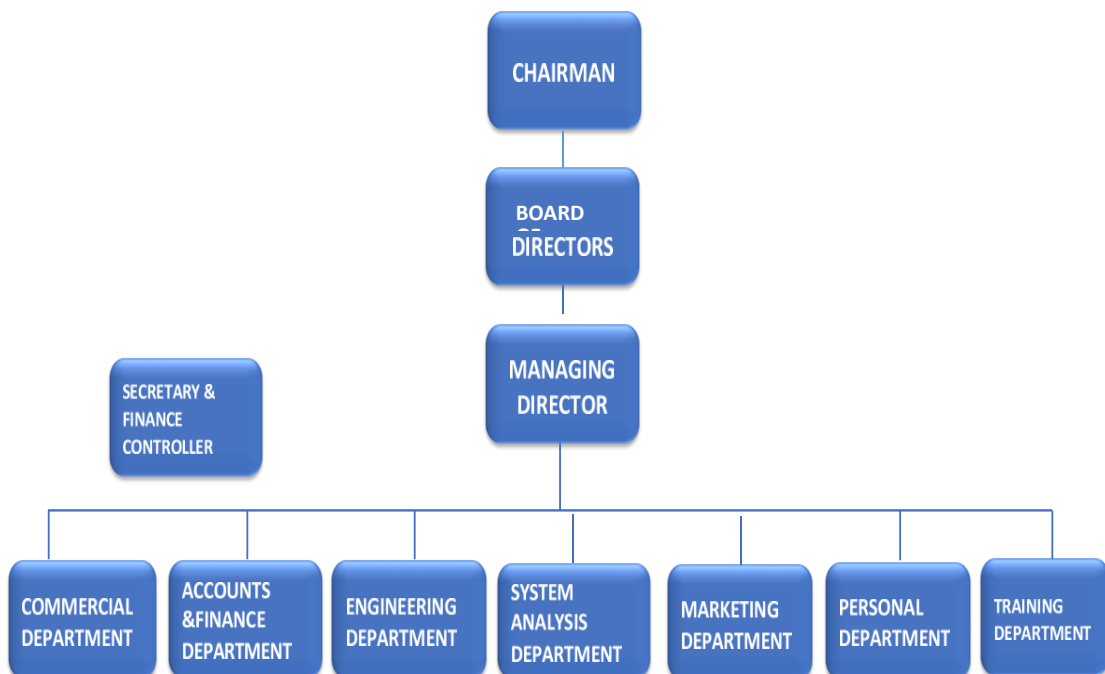 CHAIRMAN
BOARD
DIRECTORS
MANAGING
DIRECTOR
SECRETARY &
FINANCE
CONTROLLER
COMMERCIAL
DEPARTMENT
ACCOUNTS
&FINANCE
DEPARTMENT
ENGINEERING
DEPARTMENT
SYSTEM
ANALYSIS
DEPARTMENT
MARKETING
DEPARTMENT
PERSONAL
DEPARTMENT
TRAINING
DEPARTMENT